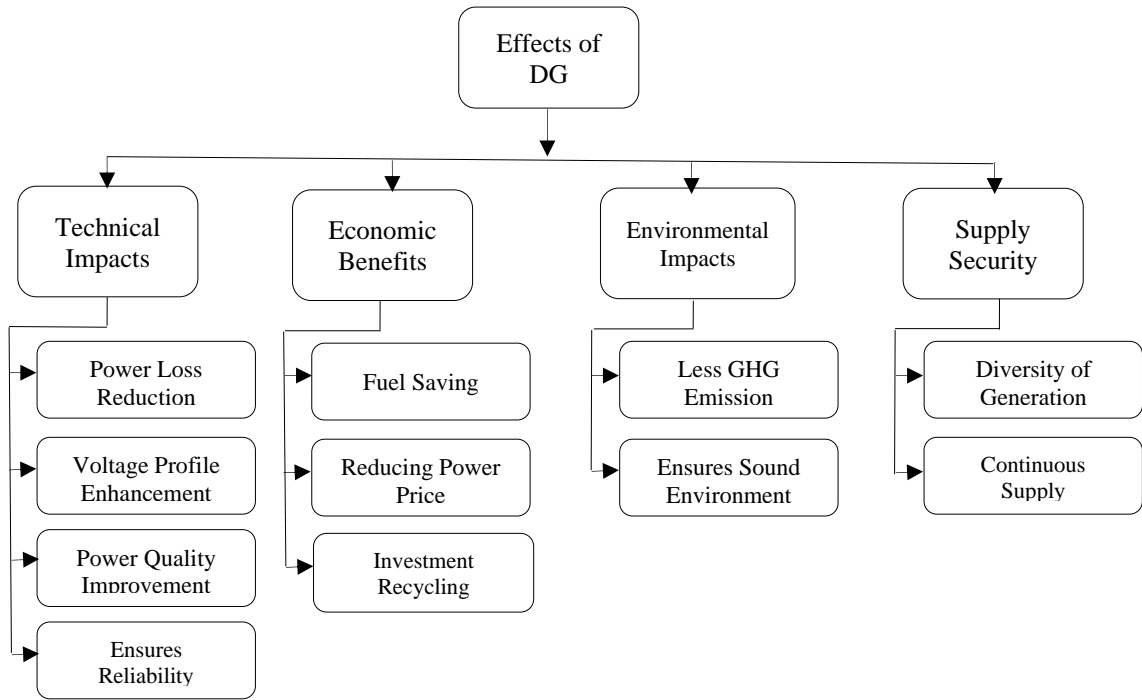 Effects of
DG
Technical
Impacts
Economic
Benefits
Environmental
Impacts
Supply
Security
Power Loss
Reduction
Voltage Profile
Enhancement
Power Quality
Improvement
Ensures
Reliability
Fuel Saving
Reducing Power
Price
Investment
Recycling
Less GHG
Emission
Ensures Sound
Environment
Diversity of
Generation
Continuous
Supply